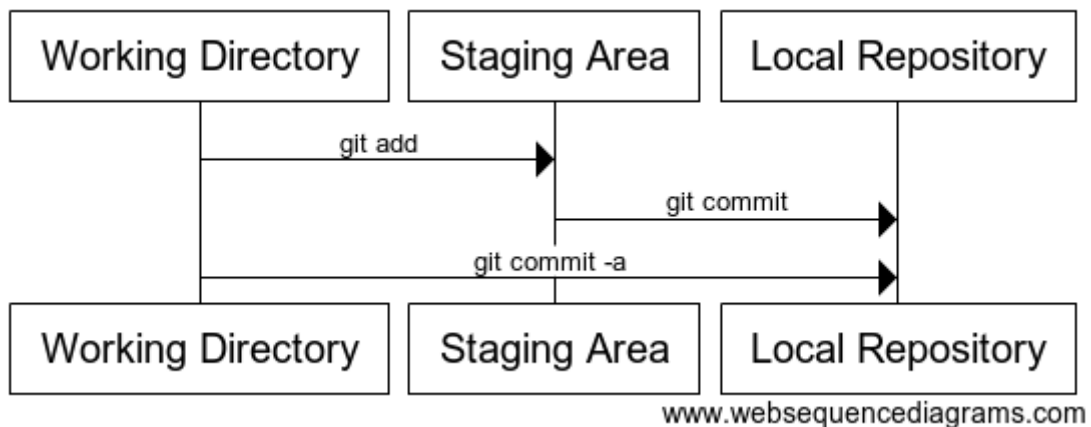 Working Directory
Staging Area
Local Repository
git add
git commit
git commit -a
Working Directory
Staging Area
Local Repository
www.websequencediagrams.com